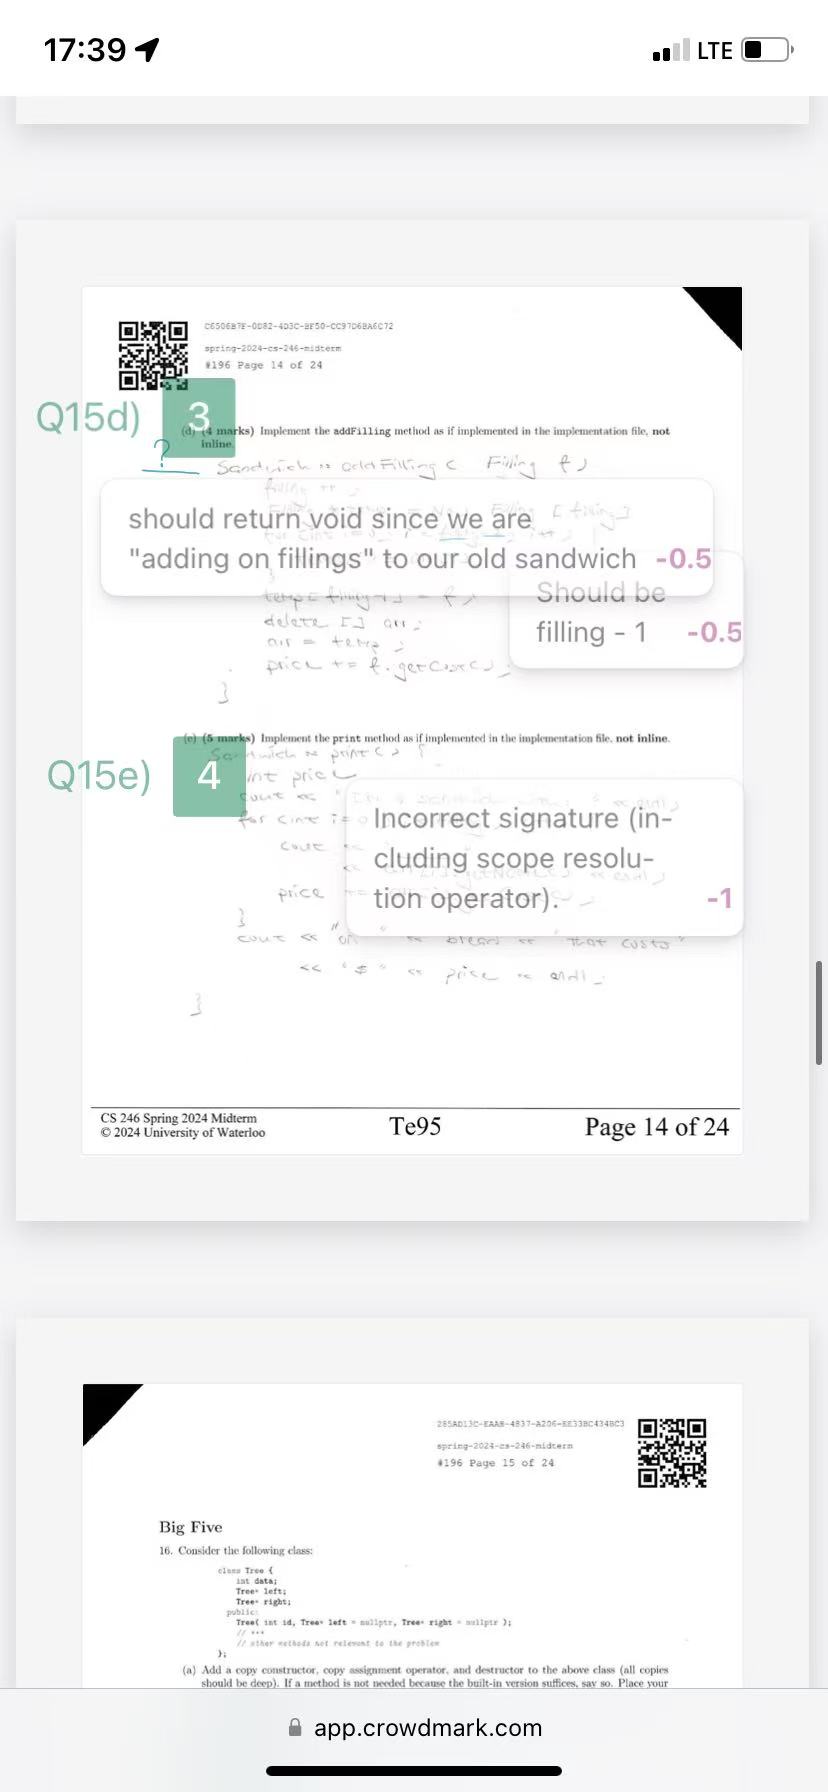 17:39
LTE
C6506B7F-0D82-4D3C-BF50-CC97D6BA6C72
spring-2024-cs-246-midterm
#196 Page 14 of 24
Q15d)
3
(d) (4 marks) Implement the addFilling method as if implemented in the implementation file, not
inline.
?
Sandwich :: addFilling ( Filling f )
should return void since we are
"adding on fillings" to our old sandwich -0.5
Should be
filling - 1 -0.5
delete [] arr ;
arr = temp ;
price += f.getCost() ;
}
(e) (5 marks) Implement the print method as if implemented in the implementation file, not inline.
Q15e)
4
Sandwich :: print() {
int price
cout <<
for (int i=0
Incorrect signature (in-
cluding scope resolu-
tion operator). -1
cout <<
price
}
cout << "on " << bread << "that costs"
<< "$" << price << endl ;
}
CS 246 Spring 2024 Midterm
© 2024 University of Waterloo
Te95
Page 14 of 24
285AD13C-EAAB-4837-A206-EE33BC434BC3
spring-2024-cs-246-midterm
#196 Page 15 of 24
Big Five
16. Consider the following class:
class Tree {
int data;
Tree* left;
Tree* right;
public:
Tree( int id, Tree* left = nullptr, Tree* right = nullptr );
// ***
// other methods not relevant to the problem
};
(a) Add a copy constructor, copy assignment operator, and destructor to the above class (all copies
should be deep). If a method is not needed because the built-in version suffices, say so. Place your
app.crowdmark.com